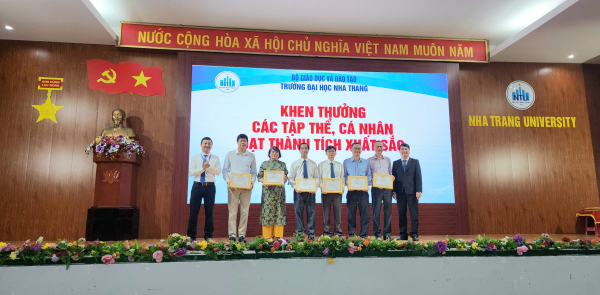 NƯỚC CỘNG HÒA XÃ HỘI CHỦ NGHĨA VIỆT NAM MUÔN NĂM
BỘ GIÁO DỤC VÀ ĐÀO TẠO
TRƯỜNG ĐẠI HỌC NHA TRANG
KHEN THƯỞNG
CÁC TẬP THỂ, CÁ NHÂN
ĐẠT THÀNH TÍCH XUẤT SẮC
NHA TRANG UNIVERSITY